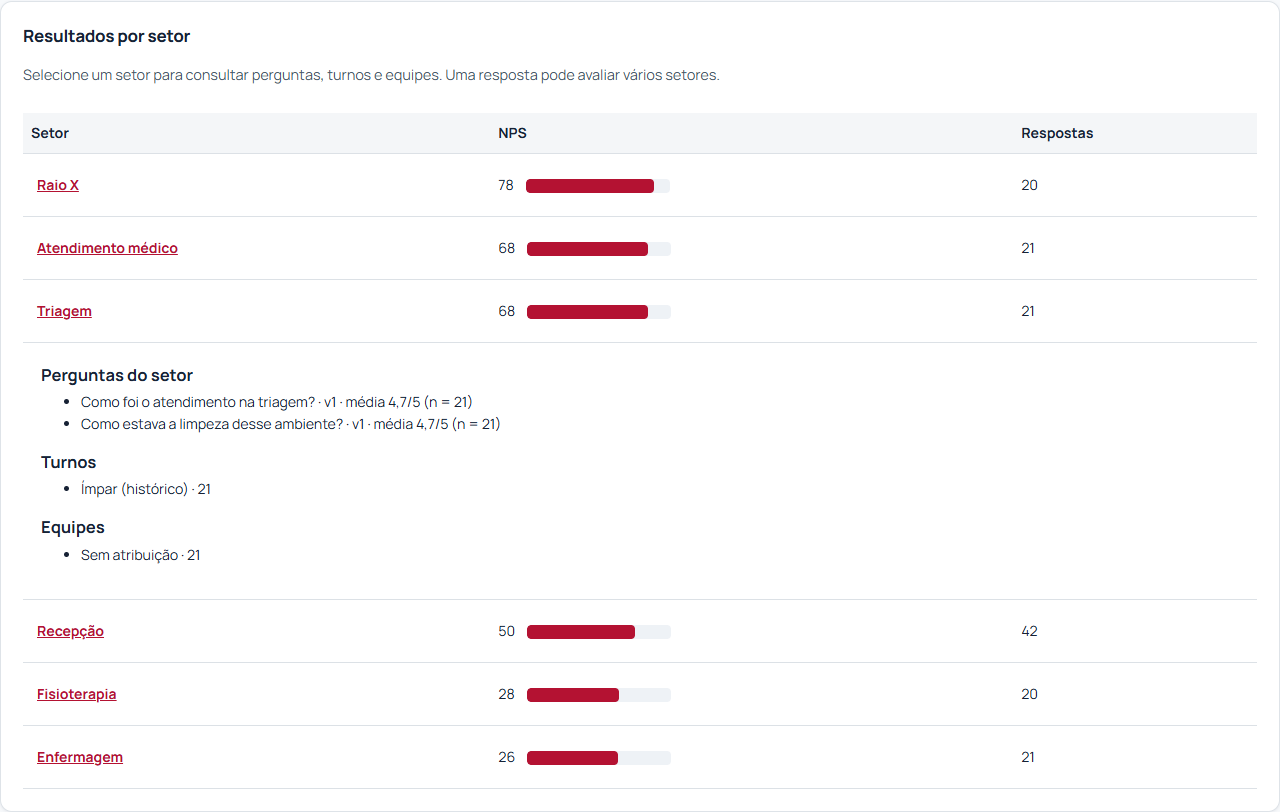 Resultados por setor
Selecione um setor para consultar perguntas, turnos e equipes. Uma resposta pode avaliar vários setores.
Setor NPS Respostas
Raio X 78 20
Atendimento médico 68 21
Triagem 68 21
Perguntas do setor
• Como foi o atendimento na triagem? · v1 · média 4,7/5 (n = 21)
• Como estava a limpeza desse ambiente? · v1 · média 4,7/5 (n = 21)
Turnos
• Ímpar (histórico) · 21
Equipes
• Sem atribuição · 21
Recepção 50 42
Fisioterapia 28 20
Enfermagem 26 21